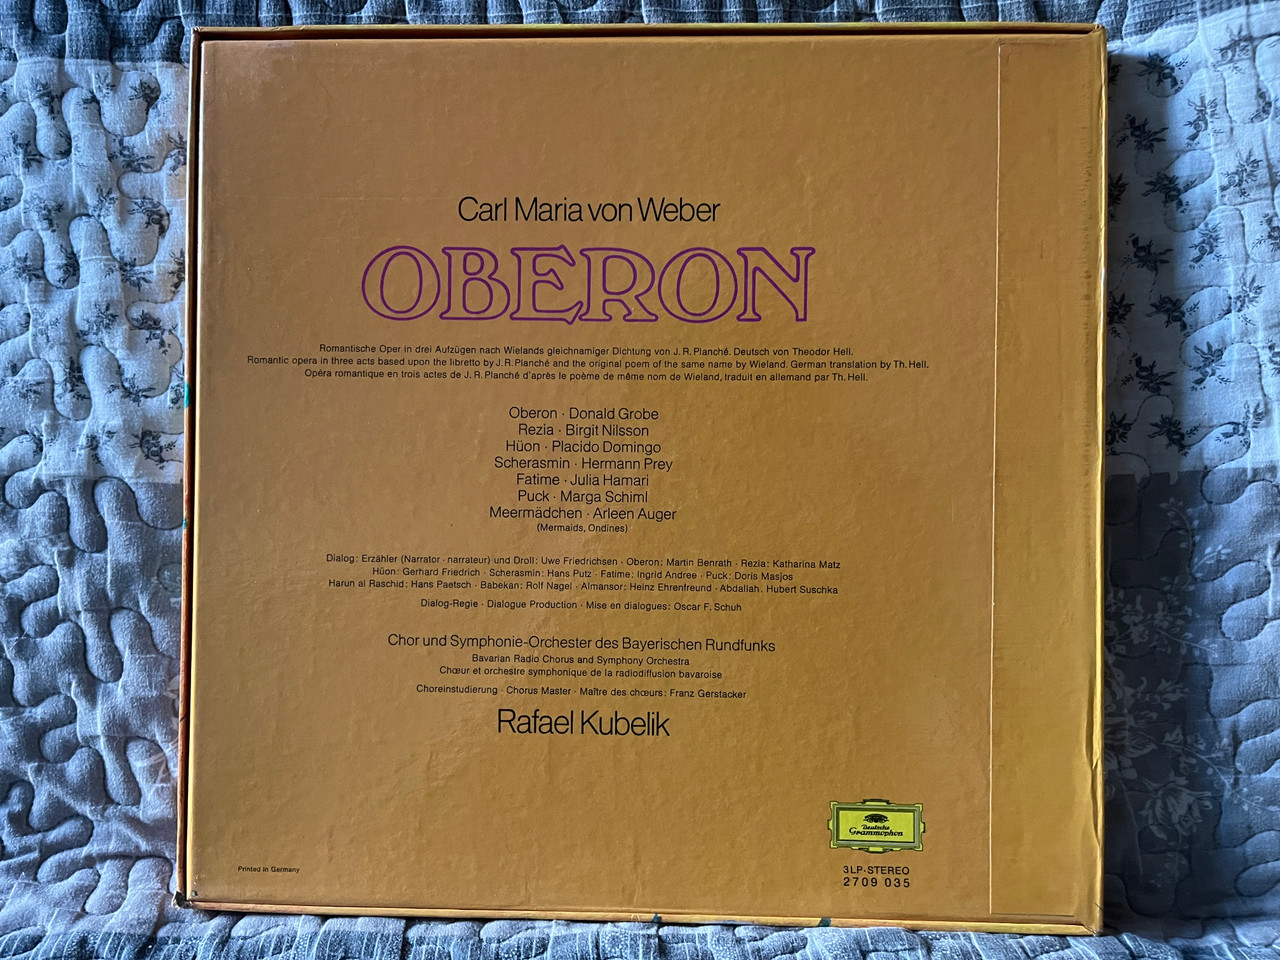 Carl Maria von Weber
OBERON
Romantische Oper in drei Aufzügen nach Wielands gleichnamiger Dichtung von J. R. Planché. Deutsch von Theodor Hell.
Romantic opera in three acts based upon the libretto by J. R. Planché and the original poem of the same name by Wieland. German translation by Th. Hell.
Opéra romantique en trois actes de J. R. Planché d'après le poème de même nom de Wieland, traduit en allemand par Th. Hell.
Oberon · Donald Grobe
Rezia · Birgit Nilsson
Hüon · Placido Domingo
Scherasmin · Hermann Prey
Fatime · Julia Hamari
Puck · Marga Schiml
Meermädchen · Arleen Auger
(Mermaids, Ondines)
Dialog: Erzähler (Narrator · narrateur) und Droll: Uwe Friedrichsen · Oberon: Martin Benrath · Rezia: Katharina Matz
Hüon: Gerhard Friedrich · Scherasmin: Hans Putz · Fatime: Ingrid Andree · Puck: Doris Masjos
Harun al Raschid: Hans Paetsch · Babekan: Rolf Nagel · Almansor: Heinz Ehrenfreund · Abdallah: Hubert Suschka
Dialog-Regie · Dialogue Production · Mise en dialogues: Oscar F. Schuh
Chor und Symphonie-Orchester des Bayerischen Rundfunks
Bavarian Radio Chorus and Symphony Orchestra
Chœur et orchestre symphonique de la radiodiffusion bavaroise
Choreinstudierung · Chorus Master · Maître des chœurs: Franz Gerstacker
Rafael Kubelik
Deutsche
Grammophon
Printed in Germany
3LP·STEREO
2709 035